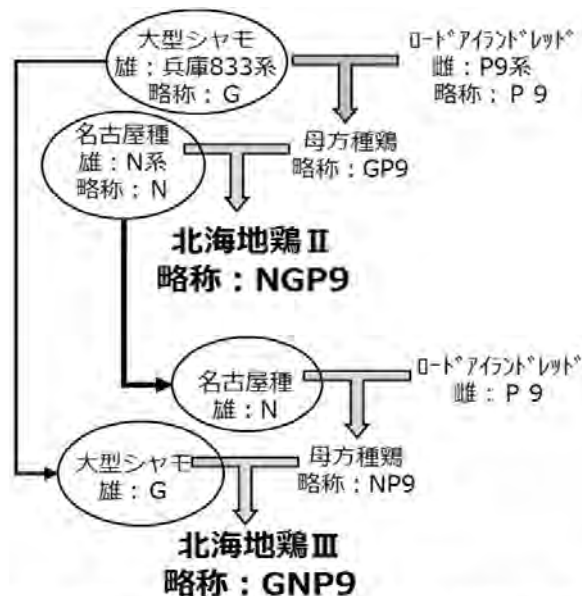 大型シャモ
雄：兵庫833系
略称：G
ﾛｰﾄﾞｱｲﾗﾝﾄﾞﾚｯﾄﾞ
雌：P9系
略称：Ｐ９
名古屋種
雄：N系
略称：N
母方種鶏
略称：GP9
北海地鶏Ⅱ
略称：NGP9
名古屋種
雄：N
ﾛｰﾄﾞｱｲﾗﾝﾄﾞﾚｯﾄﾞ
雌：Ｐ９
大型シャモ
雄：G
母方種鶏
略称：NP9
北海地鶏Ⅲ
略称：GNP9